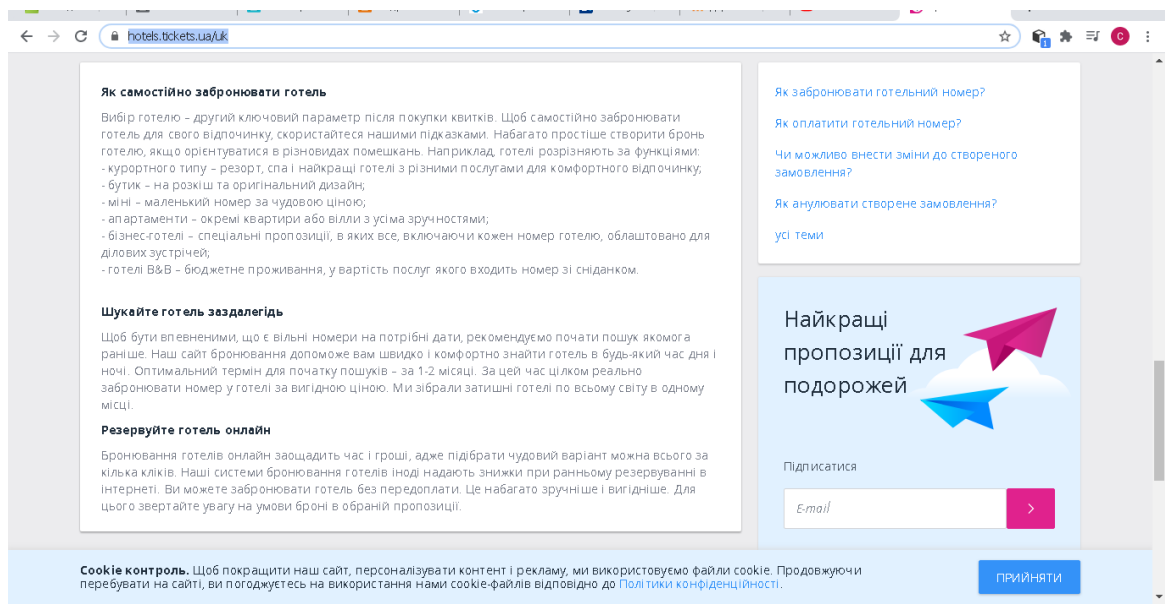 hotels.tickets.ua/uk
1
C
Як самостійно забронювати готель
Вибір готелю – другий ключовий параметр після покупки квитків. Щоб самостійно забронювати
готель для свого відпочинку, скористайтеся нашими підказками. Набагато простіше створити бронь
готелю, якщо орієнтуватися в різновидах помешкань. Наприклад, готелі розрізняють за функціями:
- курортного типу – резорт, спа і найкращі готелі з різними послугами для комфортного відпочинку;
- бутик – на розкіш та оригінальний дизайн;
- міні – маленький номер за чудовою ціною;
- апартаменти – окремі квартири або вілли з усіма зручностями;
- бізнес-готелі – спеціальні пропозиції, в яких все, включаючи кожен номер готелю, облаштовано для
ділових зустрічей;
- готелі B&B – бюджетне проживання, у вартість послуг якого входить номер зі сніданком.
Шукайте готель заздалегідь
Щоб бути впевненими, що є вільні номери на потрібні дати, рекомендуємо почати пошук якомога
раніше. Наш сайт бронювання допоможе вам швидко і комфортно знайти готель в будь-який час дня і
ночі. Оптимальний термін для початку пошуків – за 1-2 місяці. За цей час цілком реально
забронювати номер у готелі за вигідною ціною. Ми зібрали затишні готелі по всьому світу в одному
місці.
Резервуйте готель онлайн
Бронювання готелів онлайн заощадить час і гроші, адже підібрати чудовий варіант можна всього за
кілька кліків. Наші системи бронювання готелів іноді надають знижки при ранньому резервуванні в
інтернеті. Ви можете забронювати готель без передоплати. Це набагато зручніше і вигідніше. Для
цього звертайте увагу на умови броні в обраній пропозиції.
Як забронювати готельний номер?
Як оплатити готельний номер?
Чи можливо внести зміни до створеного
замовлення?
Як анулювати створене замовлення?
усі теми
Найкращі
пропозиції для
подорожей
Підписатися
E-mail
Cookie контроль. Щоб покращити наш сайт, персоналізувати контент і рекламу, ми використовуємо файли cookie. Продовжуючи
перебувати на сайті, ви погоджуєтесь на використання нами cookie-файлів відповідно до Політики конфіденційності.
ПРИЙНЯТИ